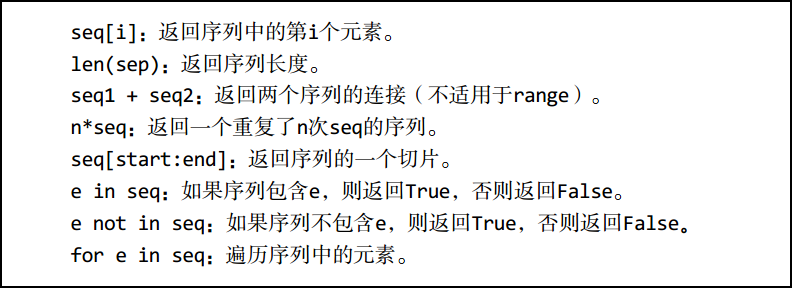 seq[i]：返回序列中的第i个元素。
len(sep)：返回序列长度。
seq1 + seq2：返回两个序列的连接（不适用于range）。
n*seq：返回一个重复了n次seq的序列。
seq[start:end]：返回序列的一个切片。
e in seq：如果序列包含e，则返回True，否则返回False。
e not in seq：如果序列不包含e，则返回True，否则返回False。
for e in seq：遍历序列中的元素。